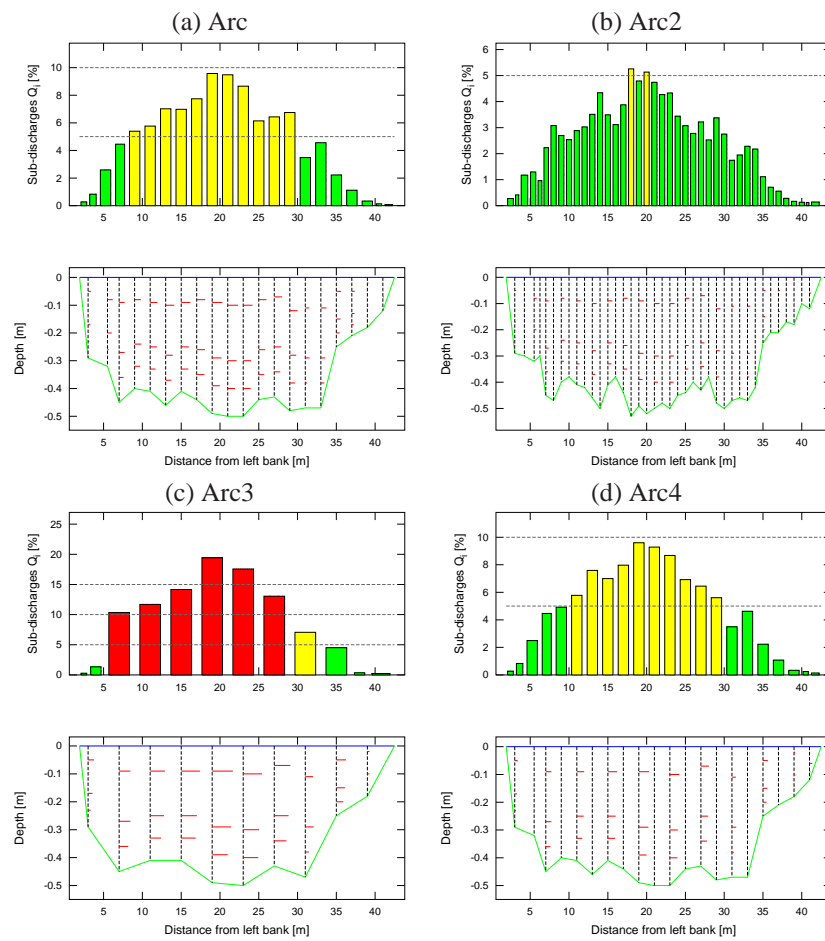 (a) Arc
Sub-discharges Q_i [%]
10
8
6
4
2
0
5 10 15 20 25 30 35 40
Depth [m]
0
-0.1
-0.2
-0.3
-0.4
-0.5
5 10 15 20 25 30 35 40
Distance from left bank [m]
(b) Arc2
Sub-discharges Q_i [%]
6
5
4
3
2
1
0
5 10 15 20 25 30 35 40
Depth [m]
0
-0.1
-0.2
-0.3
-0.4
-0.5
5 10 15 20 25 30 35 40
Distance from left bank [m]
(c) Arc3
Sub-discharges Q_i [%]
25
20
15
10
5
0
5 10 15 20 25 30 35 40
Depth [m]
0
-0.1
-0.2
-0.3
-0.4
-0.5
5 10 15 20 25 30 35 40
Distance from left bank [m]
(d) Arc4
Sub-discharges Q_i [%]
10
8
6
4
2
0
5 10 15 20 25 30 35 40
Depth [m]
0
-0.1
-0.2
-0.3
-0.4
-0.5
5 10 15 20 25 30 35 40
Distance from left bank [m]